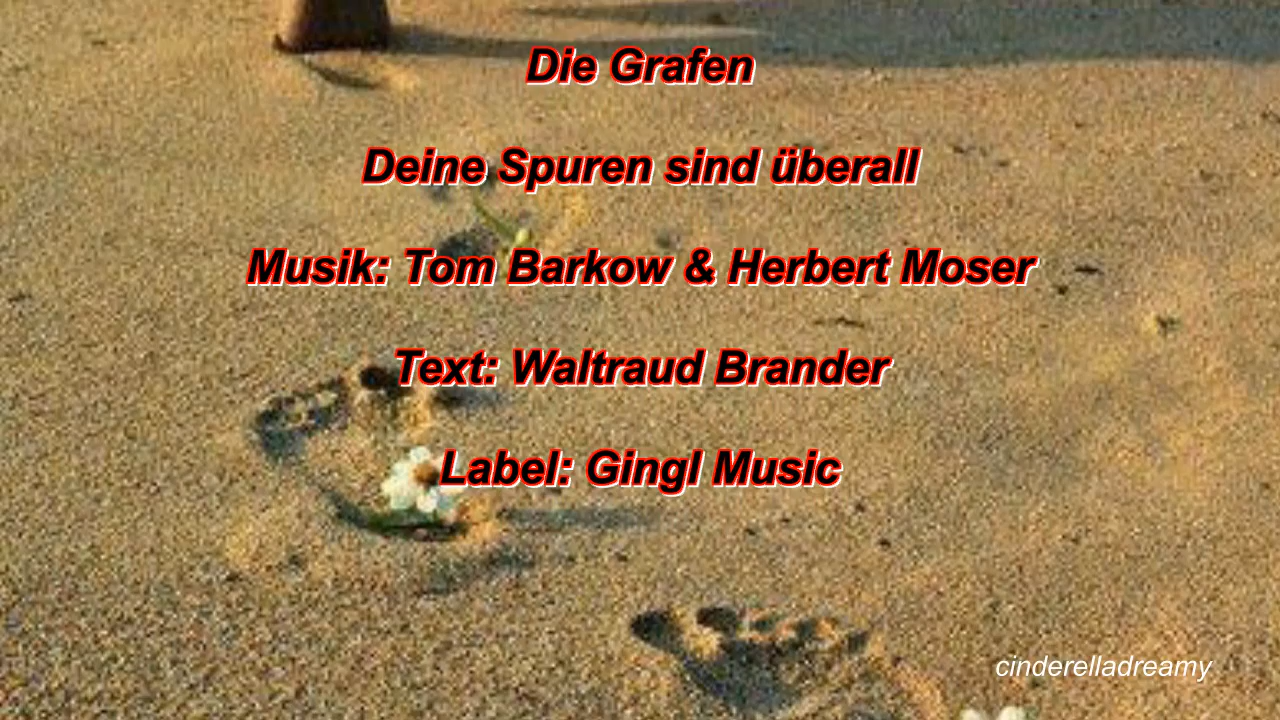 Die Grafen
Deine Spuren sind überall
Musik: Tom Barkow & Herbert Moser
Text: Waltraud Brander
Label: Gingl Music
cinderelladreamy